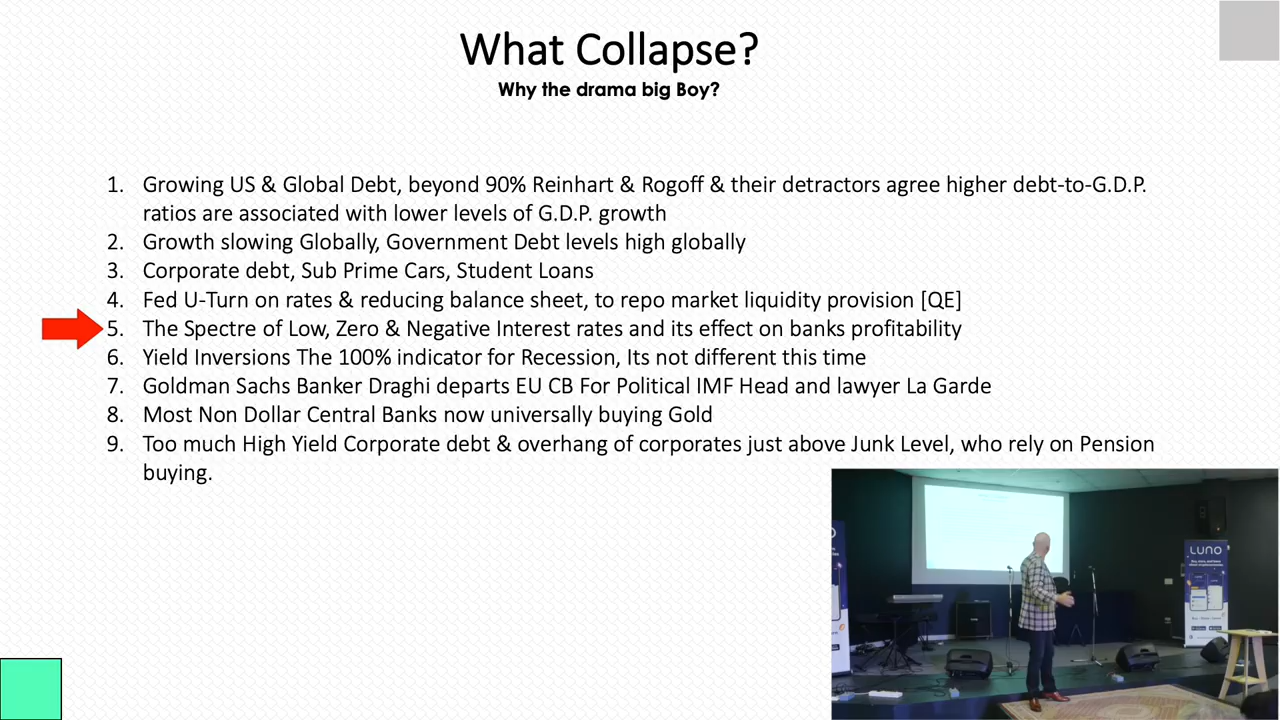 What Collapse?
Why the drama big Boy?
1. Growing US & Global Debt, beyond 90% Reinhart & Rogoff & their detractors agree higher debt-to-G.D.P.
ratios are associated with lower levels of G.D.P. growth
2. Growth slowing Globally, Government Debt levels high globally
3. Corporate debt, Sub Prime Cars, Student Loans
4. Fed U-Turn on rates & reducing balance sheet, to repo market liquidity provision [QE]
5. The Spectre of Low, Zero & Negative Interest rates and its effect on banks profitability
6. Yield Inversions The 100% indicator for Recession, Its not different this time
7. Goldman Sachs Banker Draghi departs EU CB For Political IMF Head and lawyer La Garde
8. Most Non Dollar Central Banks now universally buying Gold
9. Too much High Yield Corporate debt & overhang of corporates just above Junk Level, who rely on Pension
buying.
LUNO